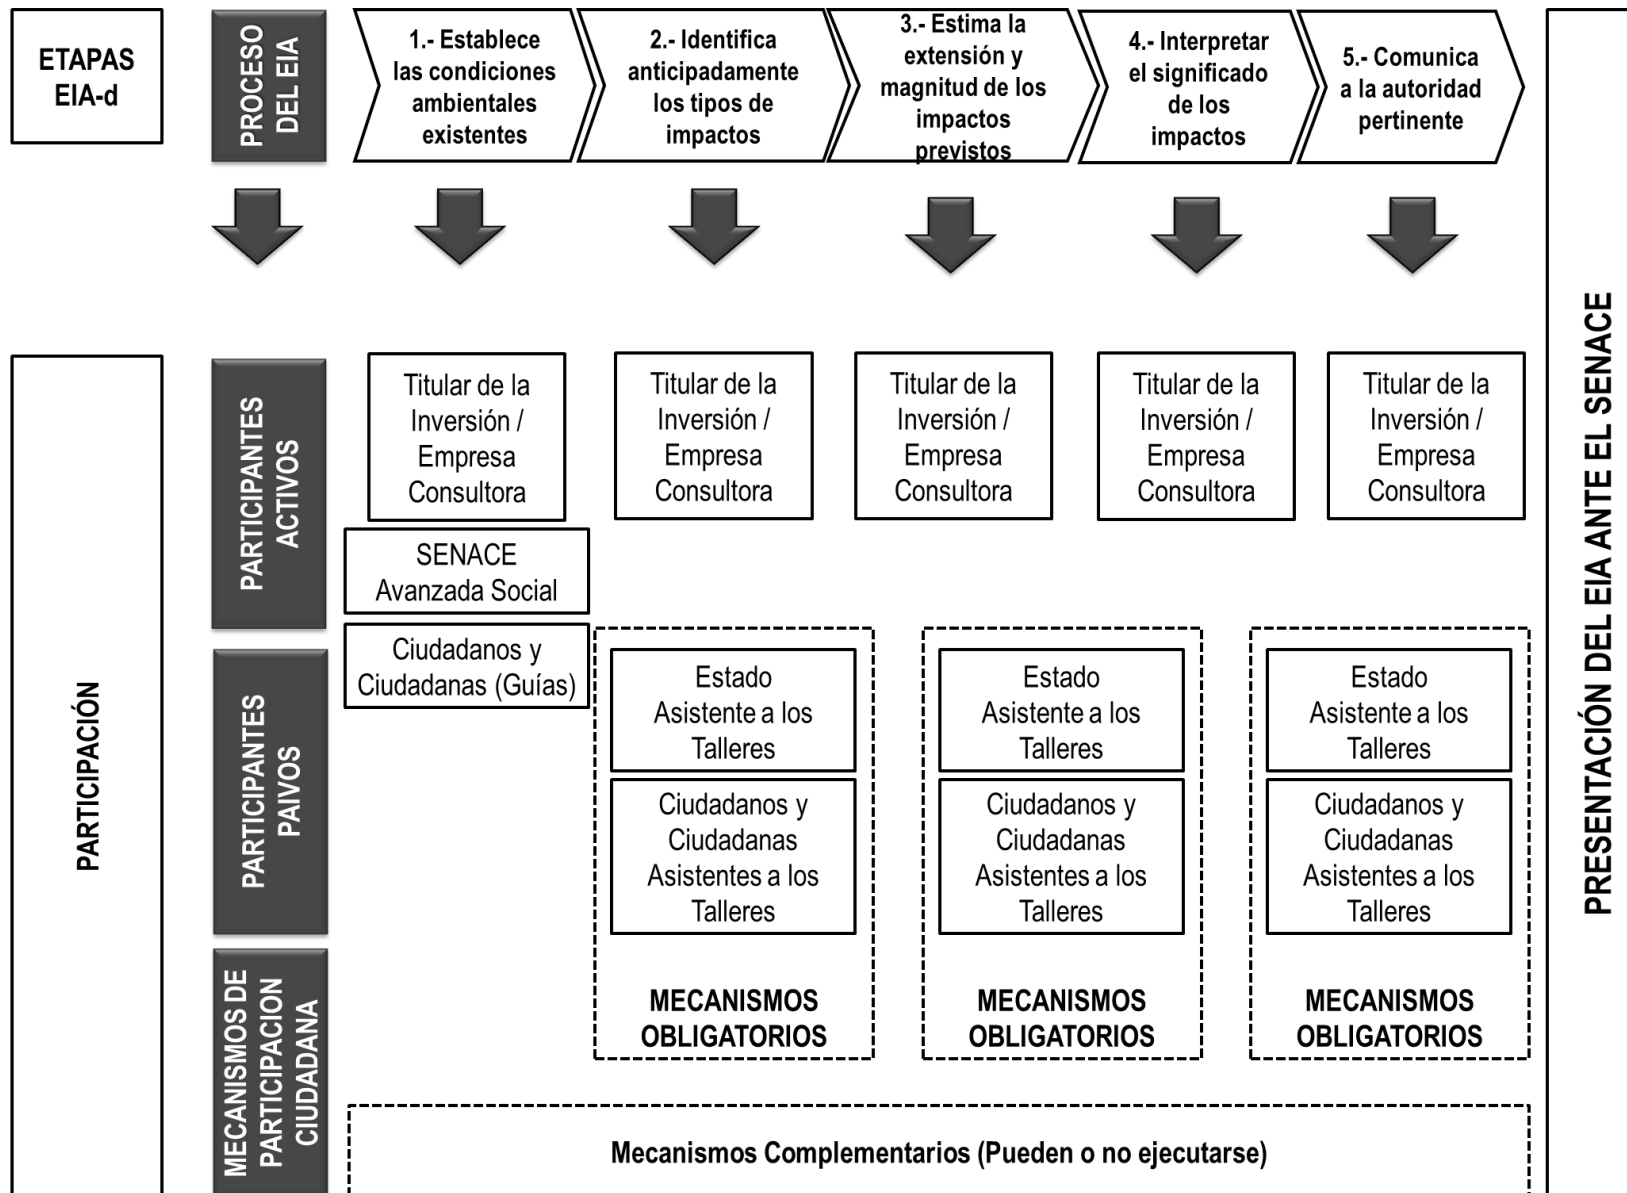 ETAPAS
EIA-d
PROCESO
DEL EIA
1.- Establece
las condiciones
ambientales
existentes
2.- Identifica
anticipadamente
los tipos de
impactos
3.- Estima la
extensión y
magnitud de los
impactos
previstos
4.- Interpretar
el significado
de los
impactos
5.- Comunica
a la autoridad
pertinente
PARTICIPACIÓN
PARTICIPANTES
ACTIVOS
Titular de la
Inversión /
Empresa
Consultora
Titular de la
Inversión /
Empresa
Consultora
Titular de la
Inversión /
Empresa
Consultora
Titular de la
Inversión /
Empresa
Consultora
Titular de la
Inversión /
Empresa
Consultora
SENACE
Avanzada Social
PARTICIPANTES
PAIVOS
Ciudadanos y
Ciudadanas (Guías)
Estado
Asistente a los
Talleres
Ciudadanos y
Ciudadanas
Asistentes a los
Talleres
MECANISMOS
OBLIGATORIOS
Estado
Asistente a los
Talleres
Ciudadanos y
Ciudadanas
Asistentes a los
Talleres
MECANISMOS
OBLIGATORIOS
Estado
Asistente a los
Talleres
Ciudadanos y
Ciudadanas
Asistentes a los
Talleres
MECANISMOS
OBLIGATORIOS
MECANISMOS DE
PARTICIPACION
CIUDADANA
Mecanismos Complementarios (Pueden o no ejecutarse)
PRESENTACIÓN DEL EIA ANTE EL SENACE